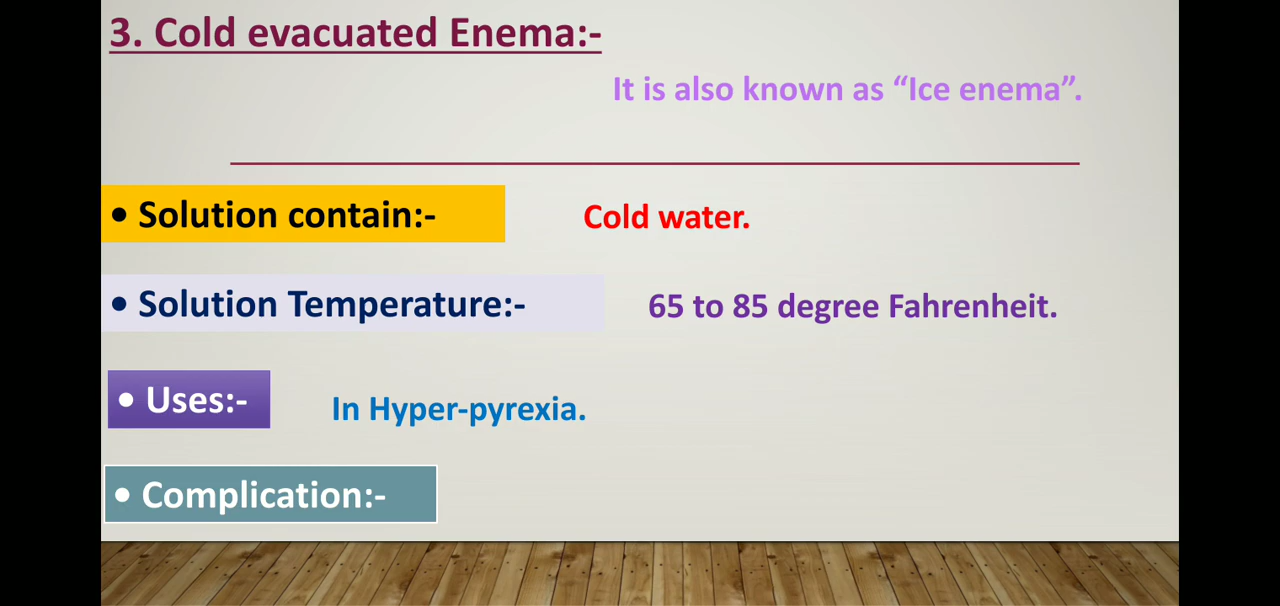 3. Cold evacuated Enema:-
It is also known as “Ice enema”.
• Solution contain:- Cold water.
• Solution Temperature:- 65 to 85 degree Fahrenheit.
• Uses:- In Hyper-pyrexia.
• Complication:-